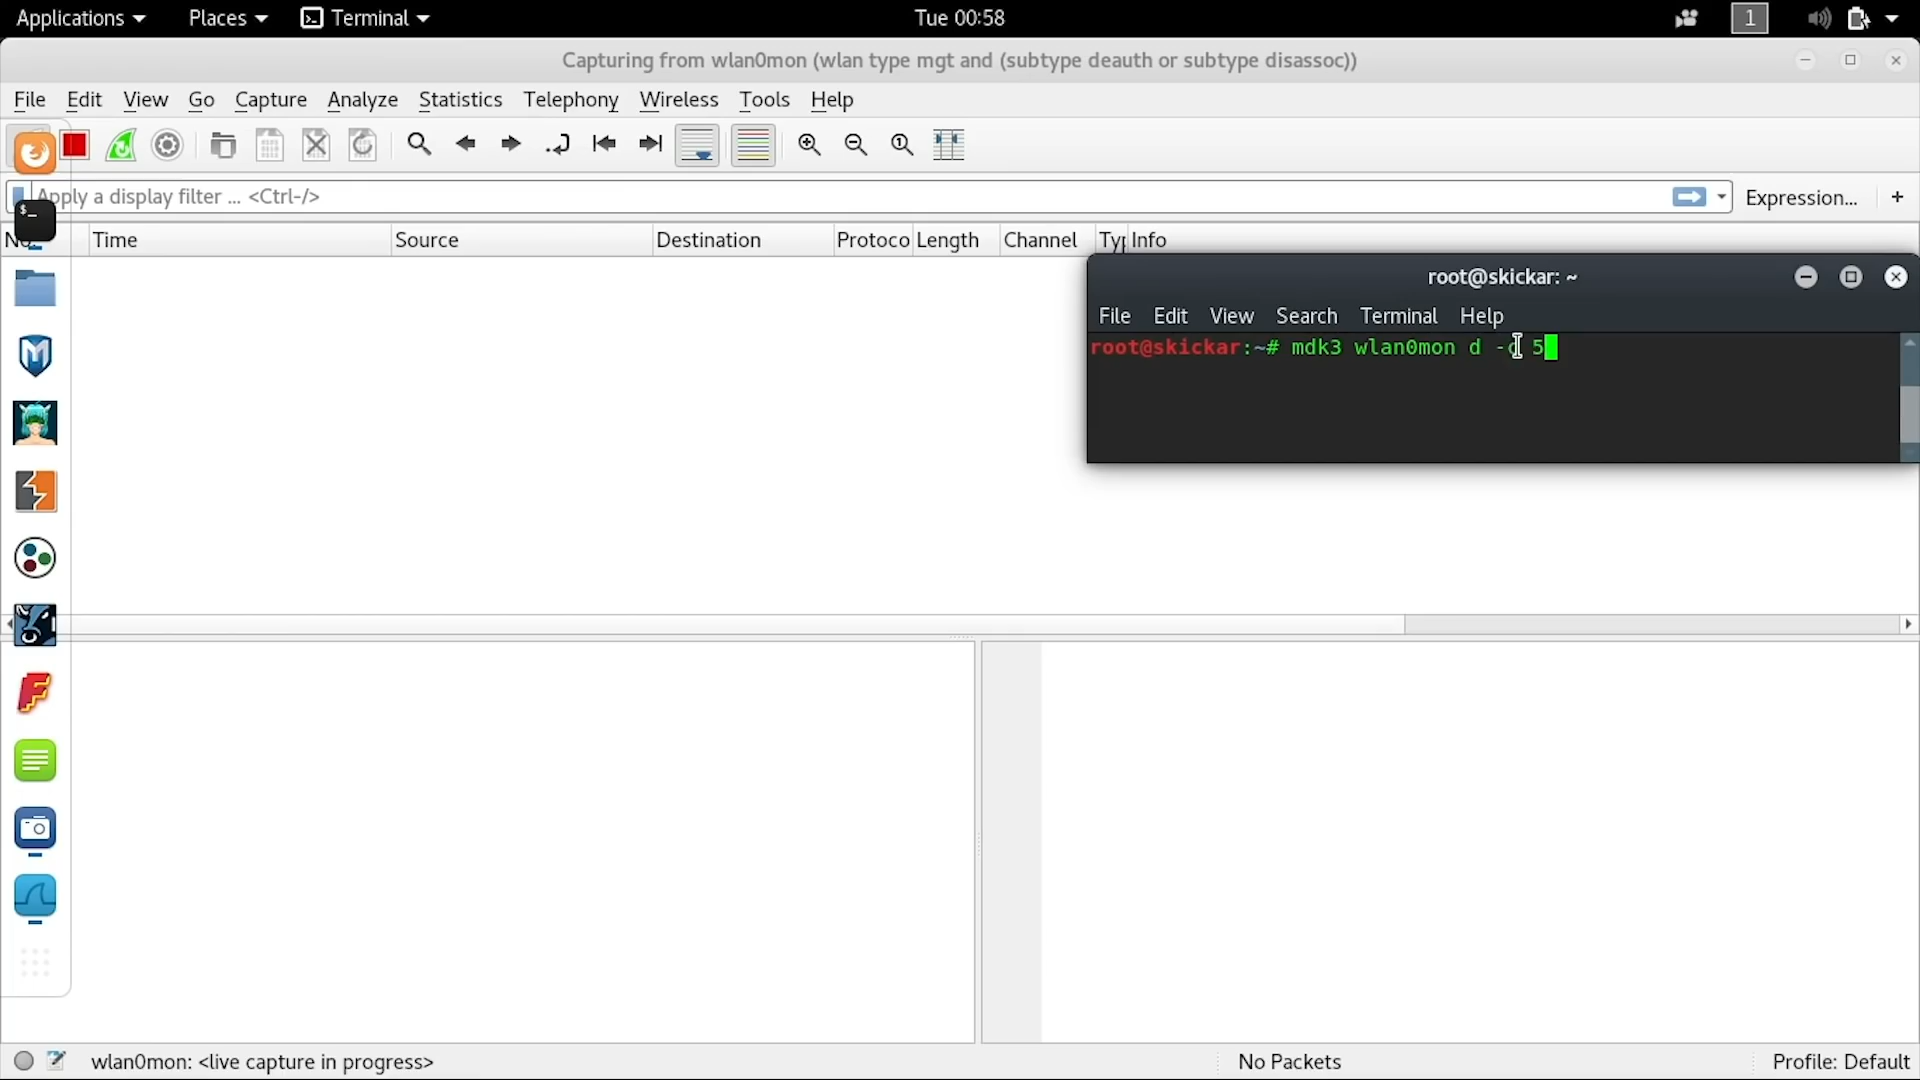 Applications Places Terminal Tue 00:58 1
Capturing from wlan0mon (wlan type mgt and (subtype deauth or subtype disassoc))
File Edit View Go Capture Analyze Statistics Telephony Wireless Tools Help
Apply a display filter ... <Ctrl-/> Expression... +
Time Source Destination Protoco Length Channel Typ Info
root@skickar: ~
File Edit View Search Terminal Help
root@skickar:~# mdk3 wlan0mon d -c 5
wlan0mon: <live capture in progress> No Packets Profile: Default